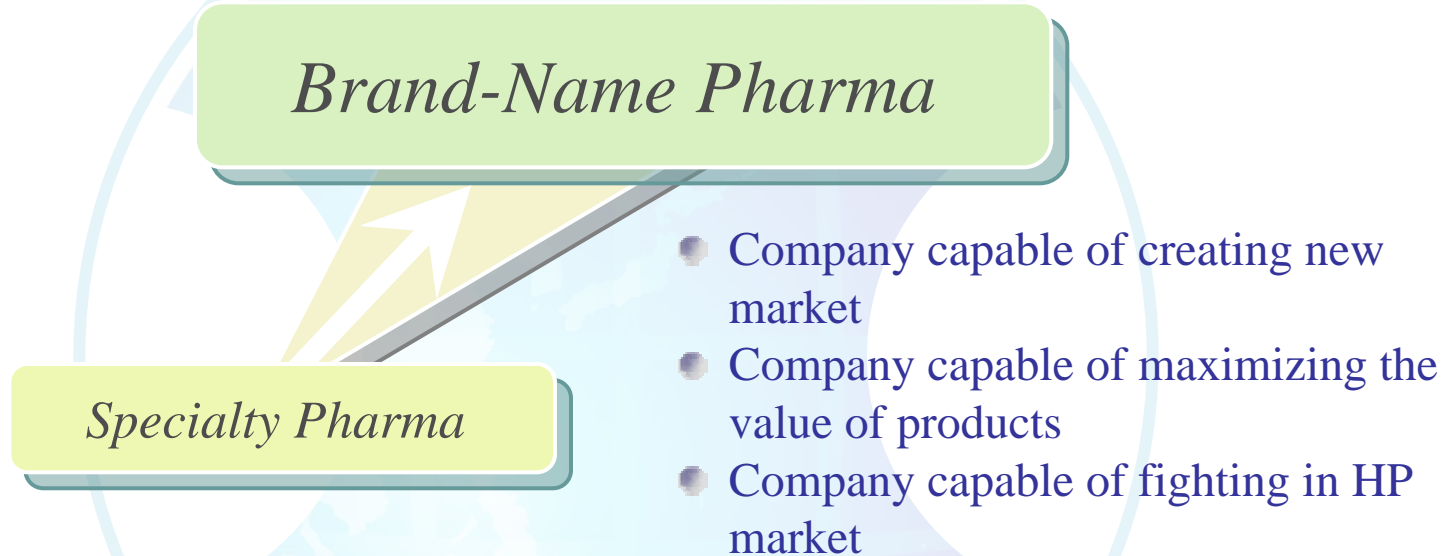 Brand-Name Pharma
Specialty Pharma
Company capable of creating new
market
Company capable of maximizing the
value of products
Company capable of fighting in HP
market